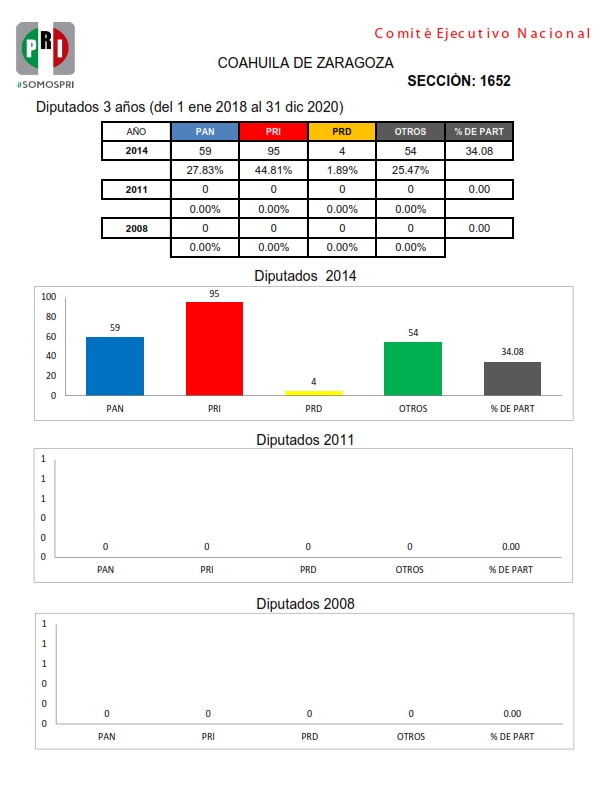 PRI
#SOMOSPRI
Comité Ejecutivo Nacional
COAHUILA DE ZARAGOZA
SECCIÓN: 1652
Diputados 3 años (del 1 ene 2018 al 31 dic 2020)
AÑO PAN PRI PRD OTROS % DE PART
2014 59 95 4 54 34.08
27.83% 44.81% 1.89% 25.47%
2011 0 0 0 0 0.00
0.00% 0.00% 0.00% 0.00%
2008 0 0 0 0 0.00
0.00% 0.00% 0.00% 0.00%
Diputados 2014
100
80
60
40
20
0
59 95 4 54 34.08
PAN PRI PRD OTROS % DE PART
Diputados 2011
1
1
1
0
0
0
0 0 0 0 0.00
PAN PRI PRD OTROS % DE PART
Diputados 2008
1
1
1
0
0
0
0 0 0 0 0.00
PAN PRI PRD OTROS % DE PART